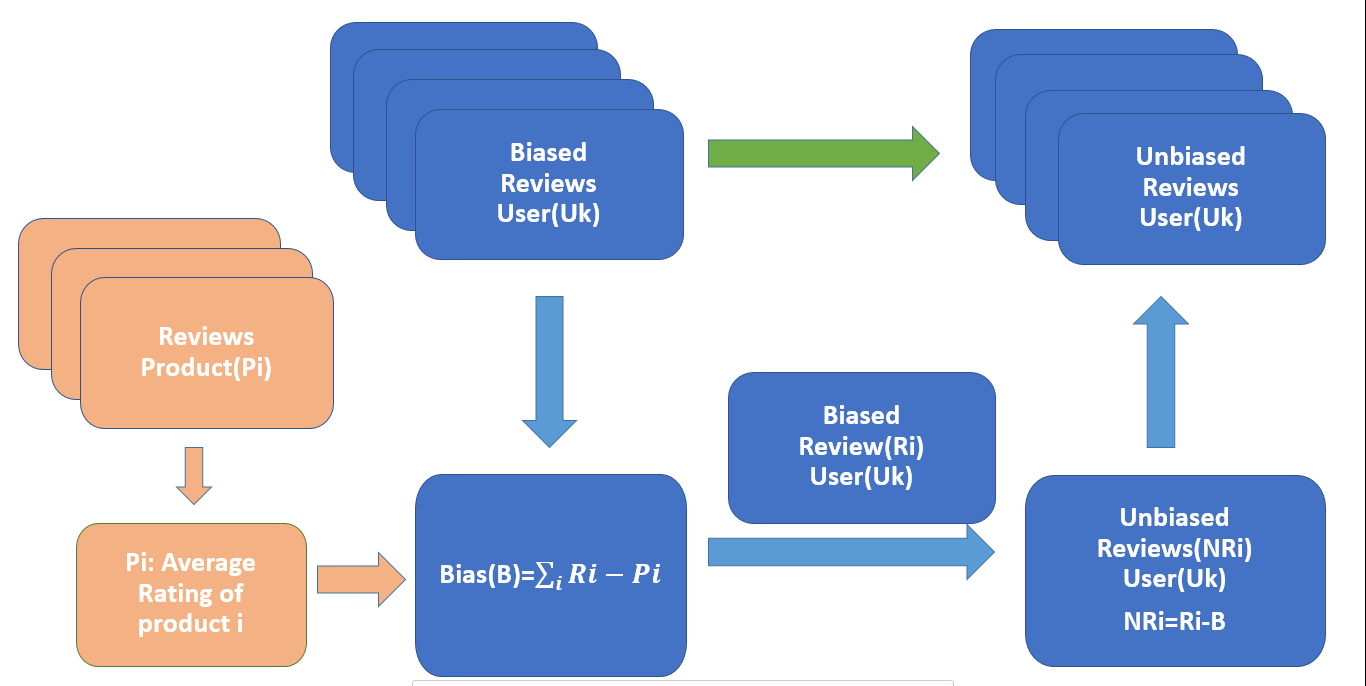 Biased
Reviews
User(Uk)
Unbiased
Reviews
User(Uk)
Reviews
Product(Pi)
Biased
Review(Ri)
User(Uk)
Pi: Average
Rating of
product i
Bias(B)=∑ᵢ Ri − Pi
Unbiased
Reviews(NRi)
User(Uk)
NRi=Ri-B